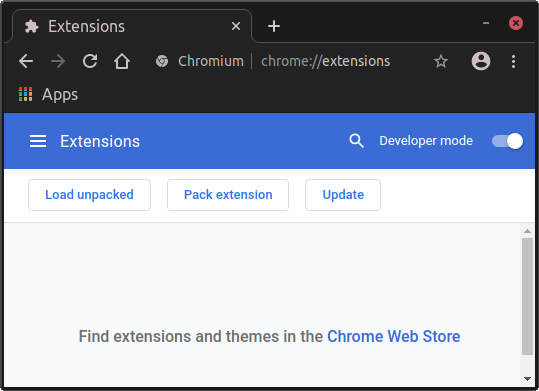 Extensions
Chromium | chrome://extensions
Apps
Extensions Developer mode
Load unpacked Pack extension Update
Find extensions and themes in the Chrome Web Store